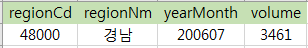 regionCd regionNm yearMonth volume
48000 경남 200607 3461